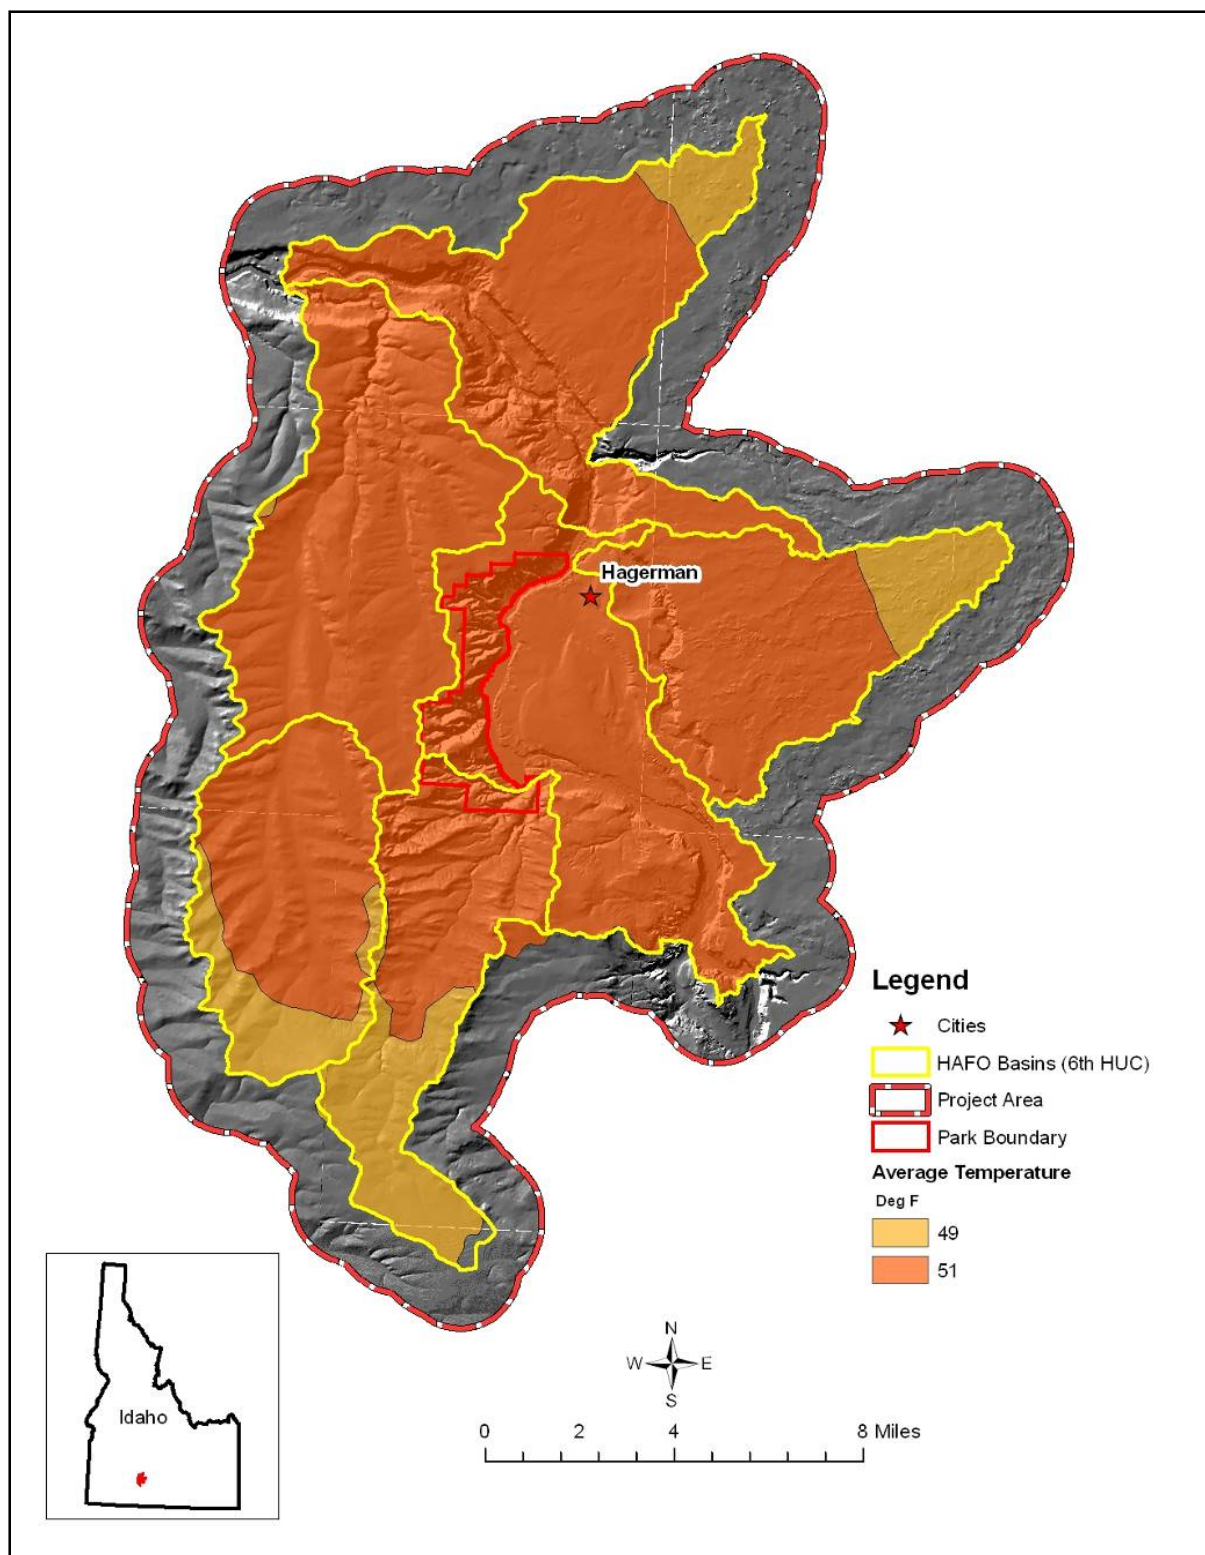 Hagerman
Legend
Cities
HAFO Basins (6th HUC)
Project Area
Park Boundary
Average Temperature
Deg F
49
51
Idaho
N
W E
S
0 2 4 8 Miles